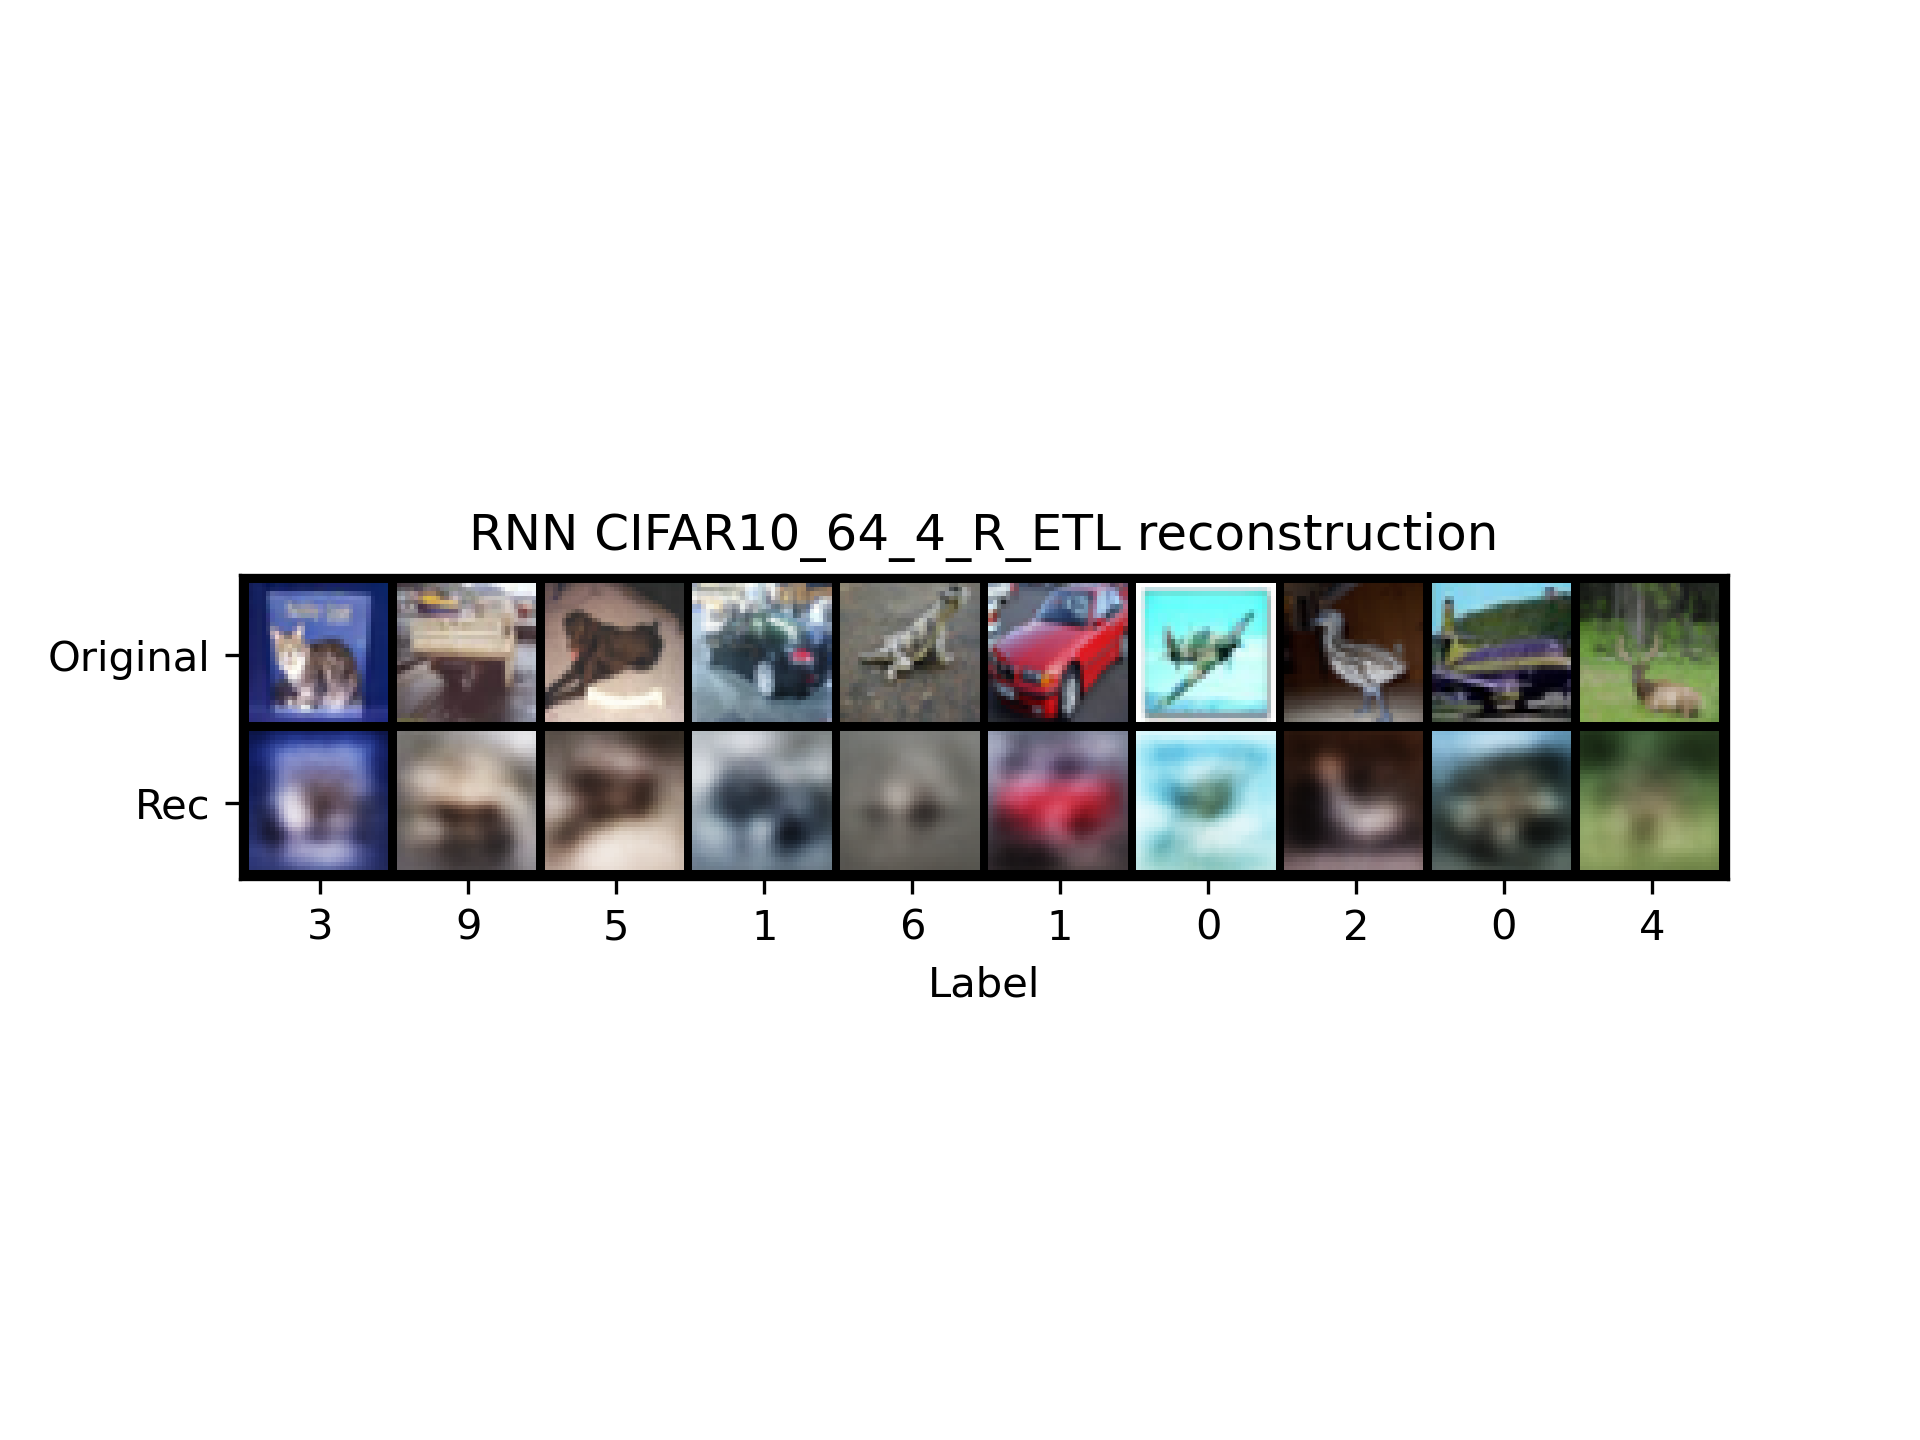 RNN CIFAR10_64_4_R_ETL reconstruction
Original
Rec
3 9 5 1 6 1 0 2 0 4
Label